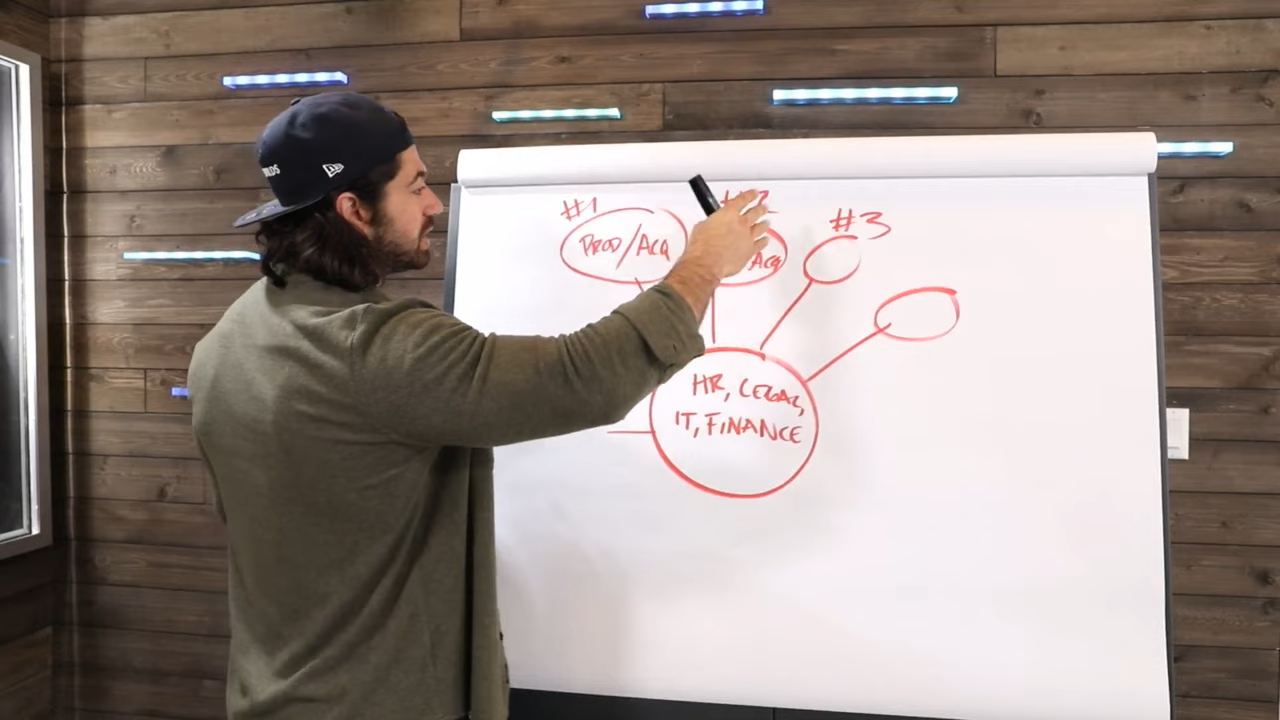 #1
#3
PROD/ACQ
ACQ
HR, LEGAL,
IT, FINANCE